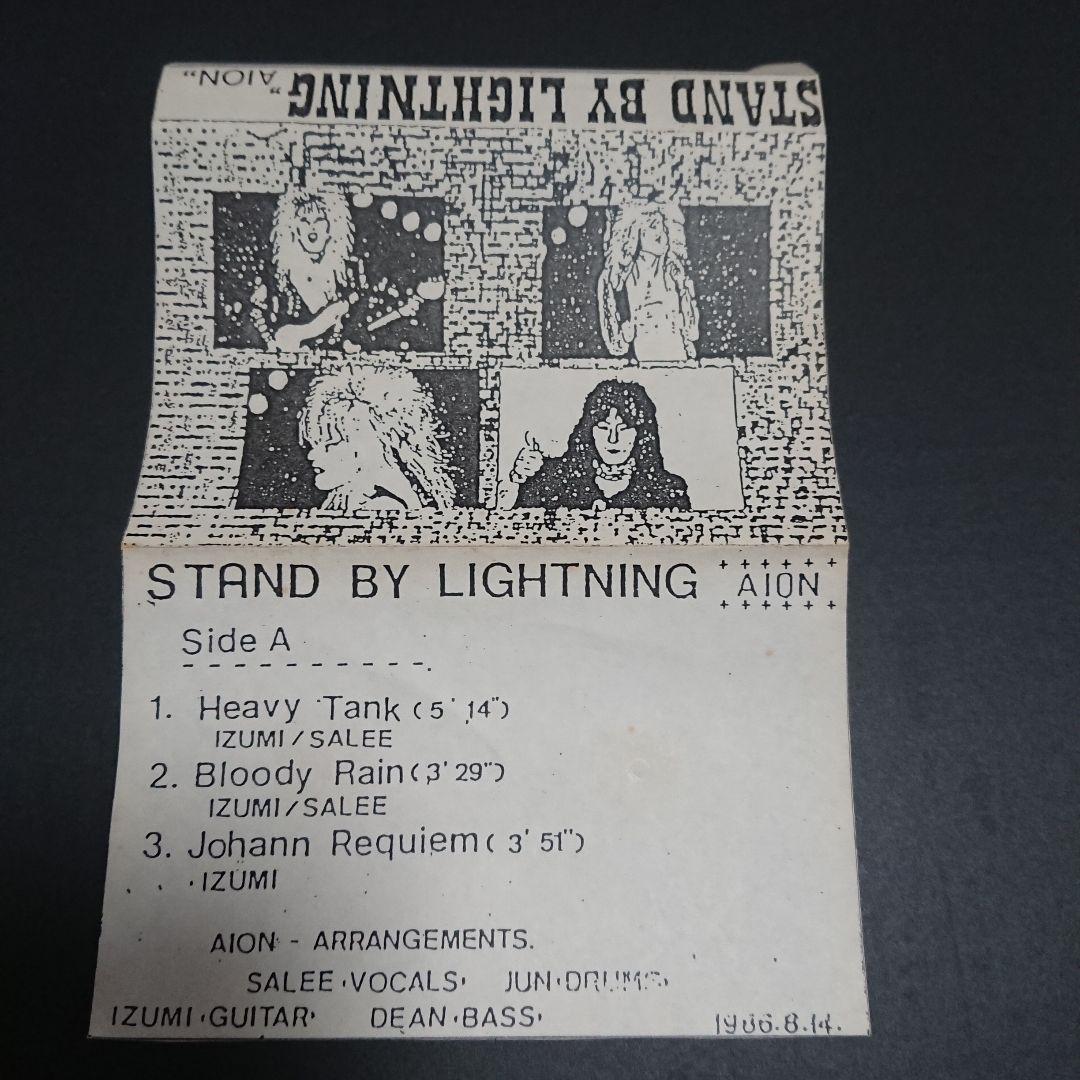 STAND BY LIGHTNING "AION"
STAND BY LIGHTNING AION
Side A
1. Heavy Tank (5'14")
IZUMI/SALEE
2. Bloody Rain (3'29")
IZUMI/SALEE
3. Johann Requiem (3'51")
IZUMI
AION - ARRANGEMENTS.
SALEE·VOCALS· JUN·DRUMS·
IZUMI·GUITAR· DEAN·BASS·
1986.8.14.